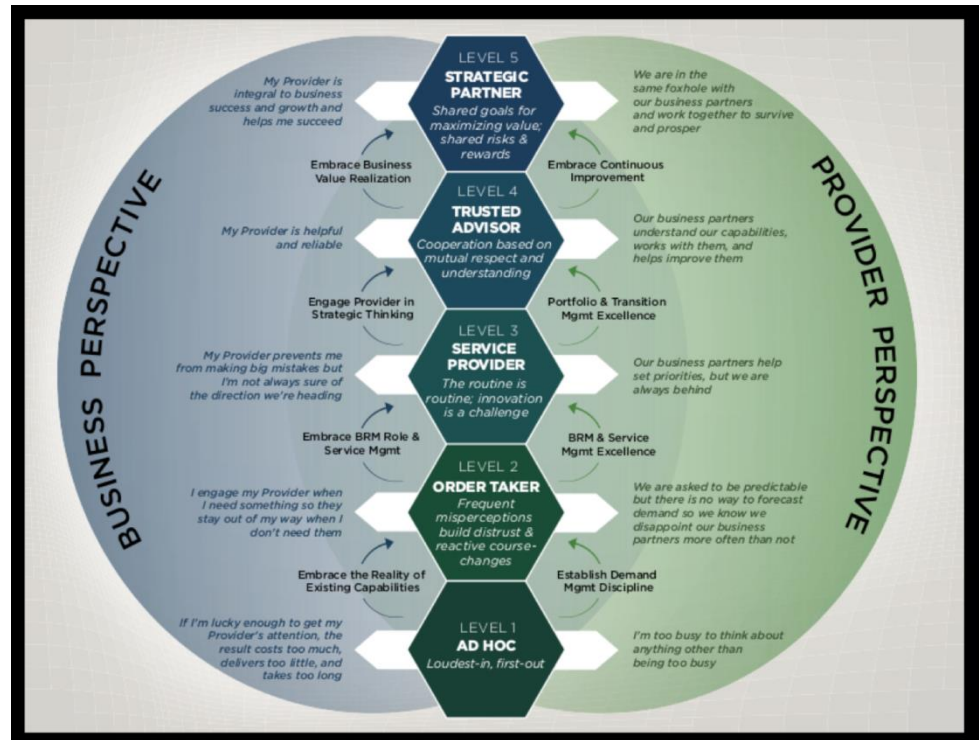 BUSINESS PERSPECTIVE
PROVIDER PERSPECTIVE
LEVEL 5
STRATEGIC
PARTNER
Shared goals for
maximizing value;
shared risks &
rewards
My Provider is
integral to business
success and growth and
helps me succeed
We are in the
same foxhole with
our business partners
and work together to survive
and prosper
Embrace Business
Value Realization
Embrace Continuous
Improvement
LEVEL 4
TRUSTED
ADVISOR
Cooperation based on
mutual respect and
understanding
My Provider is helpful
and reliable
Our business partners
understand our capabilities,
works with them, and
helps improve them
Engage Provider in
Strategic Thinking
Portfolio & Transition
Mgmt Excellence
LEVEL 3
SERVICE
PROVIDER
The routine is
routine; innovation
is a challenge
My Provider prevents me
from making big mistakes but
I'm not always sure of
the direction we're heading
Our business partners help
set priorities, but we are
always behind
Embrace BRM Role &
Service Mgmt
BRM & Service
Mgmt Excellence
LEVEL 2
ORDER TAKER
Frequent
misperceptions
build distrust &
reactive course-
changes
I engage my Provider when
I need something so they
stay out of my way when I
don't need them
We are asked to be predictable
but there is no way to forecast
demand so we know we
disappoint our business
partners more often than not
Embrace the Reality of
Existing Capabilities
Establish Demand
Mgmt Discipline
LEVEL 1
AD HOC
Loudest-in, first-out
If I'm lucky enough to get my
Provider's attention, the
result costs too much,
delivers too little, and
takes too long
I'm too busy to think about
anything other than
being too busy